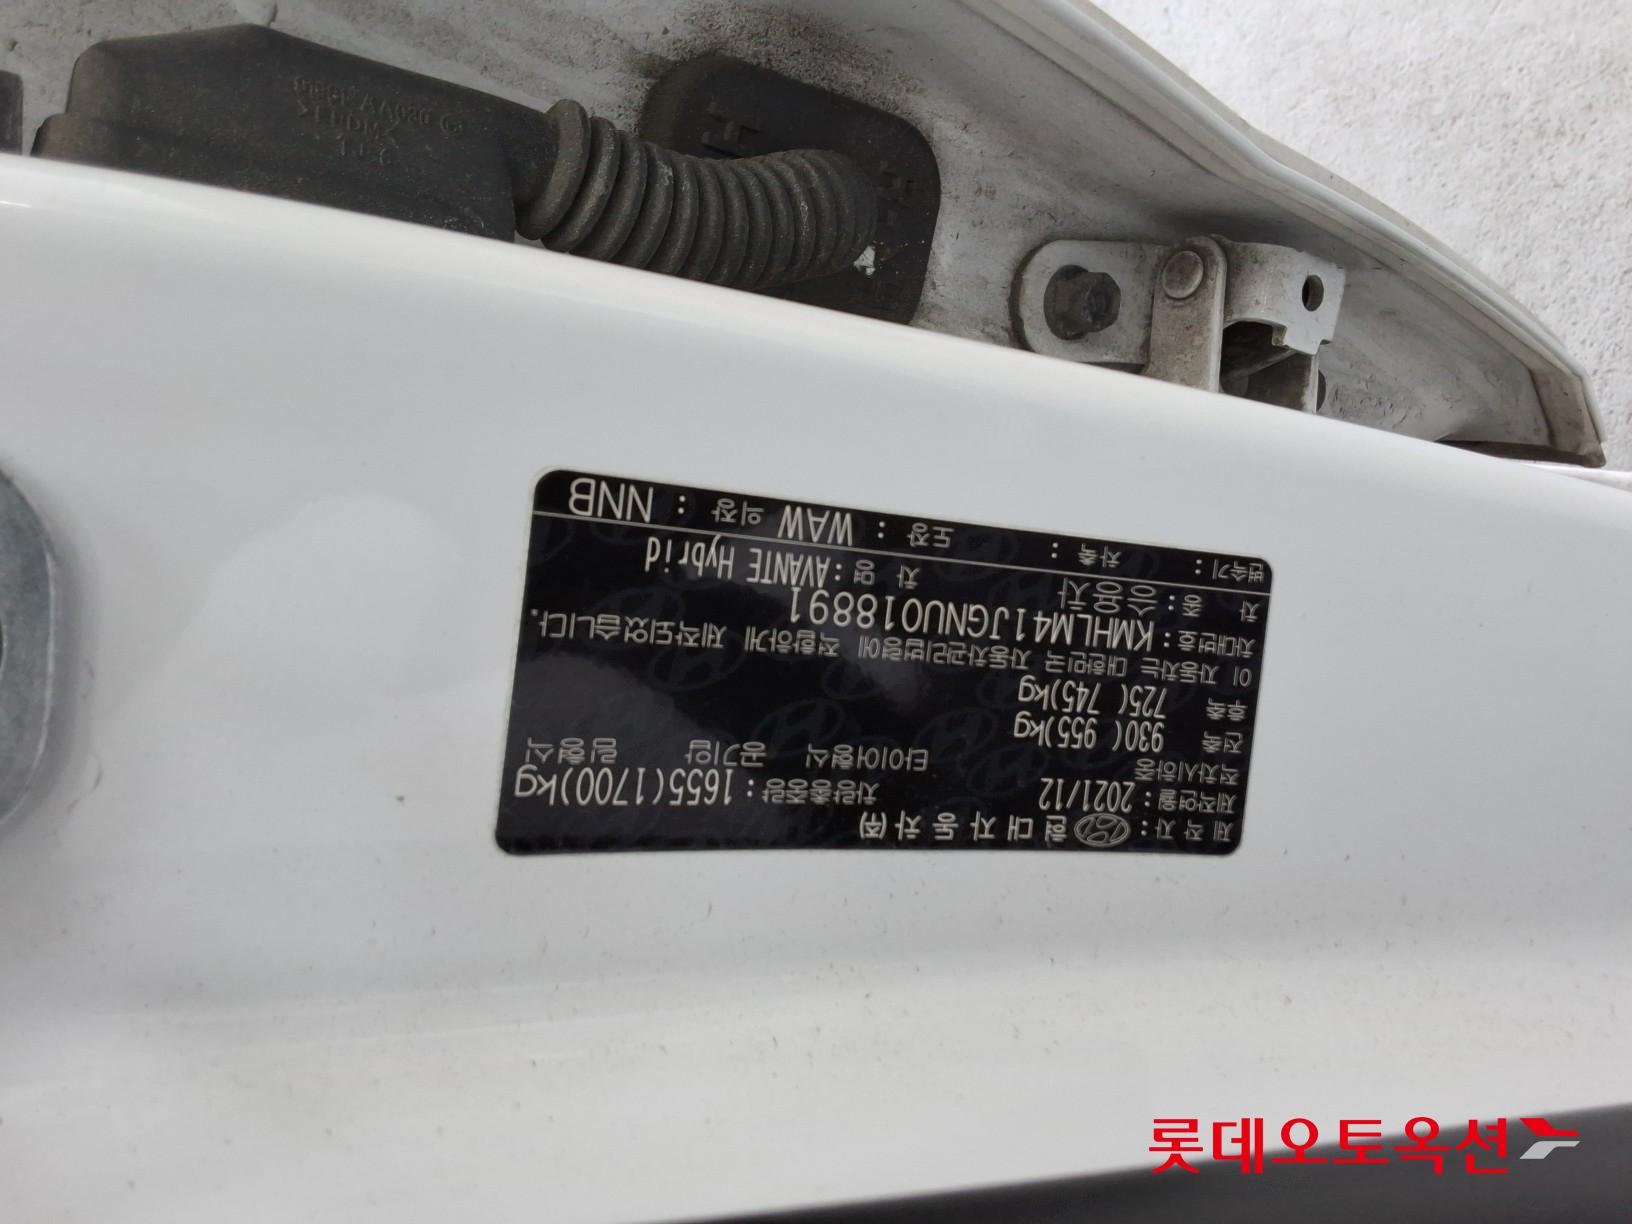 제 작 자 : 현 대 자 동 차 ㈜
제작연월 : 2021/12 차량총중량 : 1655(1700)kg
적차시하중 타이어형식 공기압 림형식
전 축 930( 955)kg
후 축 725( 745)kg
이 자동차는 대한민국 자동차관리법령에 적합하게 제작되었습니다.
차대번호 : KMHLM41JGNU018891
차 종 : 승용차 차 명 : AVANTE Hybrid
변속기 : 차축 : 도장 : WAW 의장 : NNB
롯데오토옥션